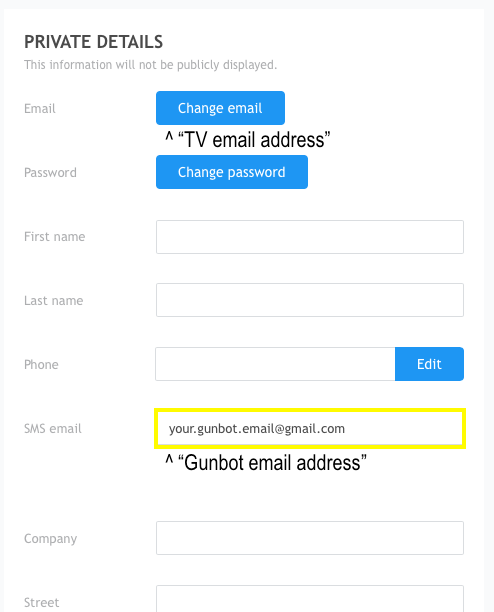 PRIVATE DETAILS
This information will not be publicly displayed.
Email
Change email
^ “TV email address”
Password
Change password
First name
Last name
Phone
Edit
SMS email
your.gunbot.email@gmail.com
^ “Gunbot email address”
Company
Street